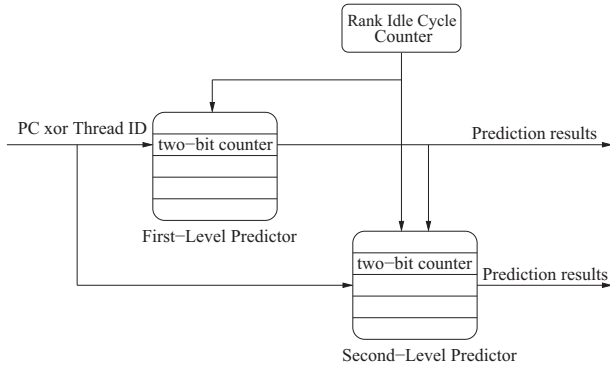 Rank Idle Cycle
Counter
PC xor Thread ID
two-bit counter
Prediction results
First-Level Predictor
two-bit counter
Prediction results
Second-Level Predictor